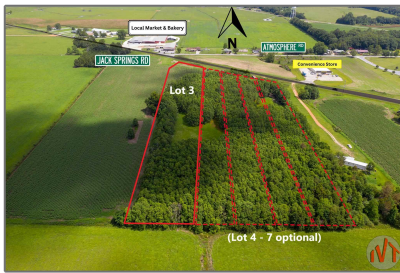 Local Market & Bakery
N
ATMOSPHERE RD
JACK SPRINGS RD
Convenience Store
Lot 3
(Lot 4 - 7 optional)